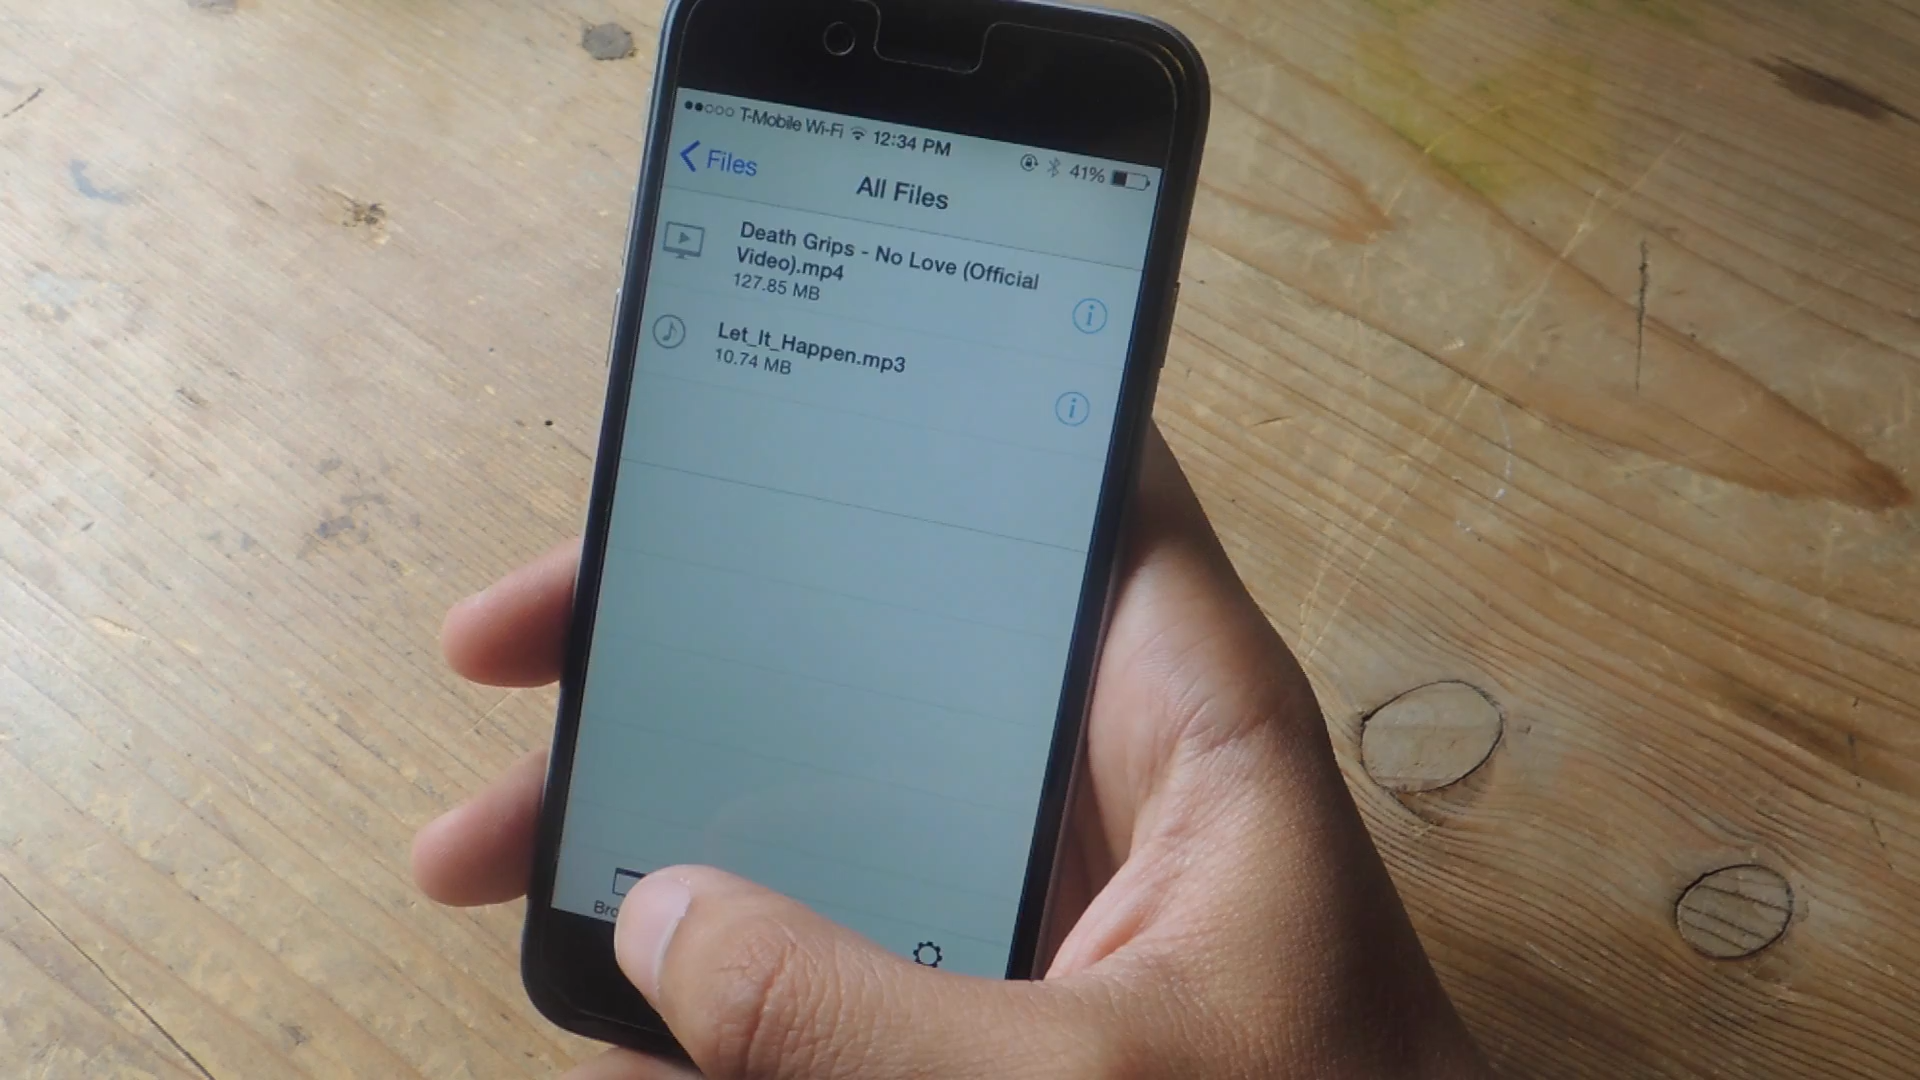 T-Mobile Wi-Fi 12:34 PM 41%
Files
All Files
Death Grips - No Love (Official
Video).mp4
127.85 MB
Let_It_Happen.mp3
10.74 MB